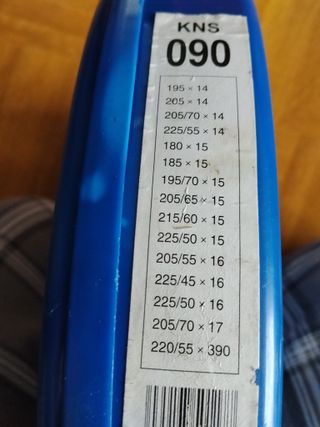 KNS
090
195 × 14
205 × 14
205/70 × 14
225/55 × 14
180 × 15
185 × 15
195/70 × 15
205/65 × 15
215/60 × 15
225/50 × 15
205/55 × 16
225/45 × 16
225/50 × 16
205/70 × 17
220/55 × 390